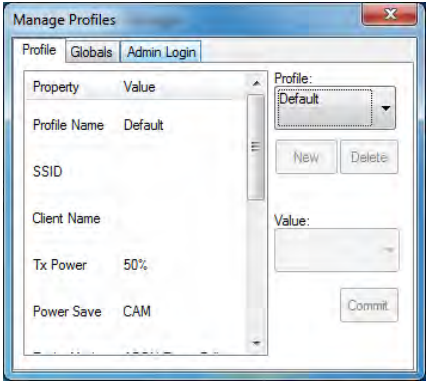 Manage Profiles
Profile Globals Admin Login
Property Value
Profile Name Default
SSID
Client Name
Tx Power 50%
Power Save CAM
Profile:
Default
New Delete
Value:
Commit